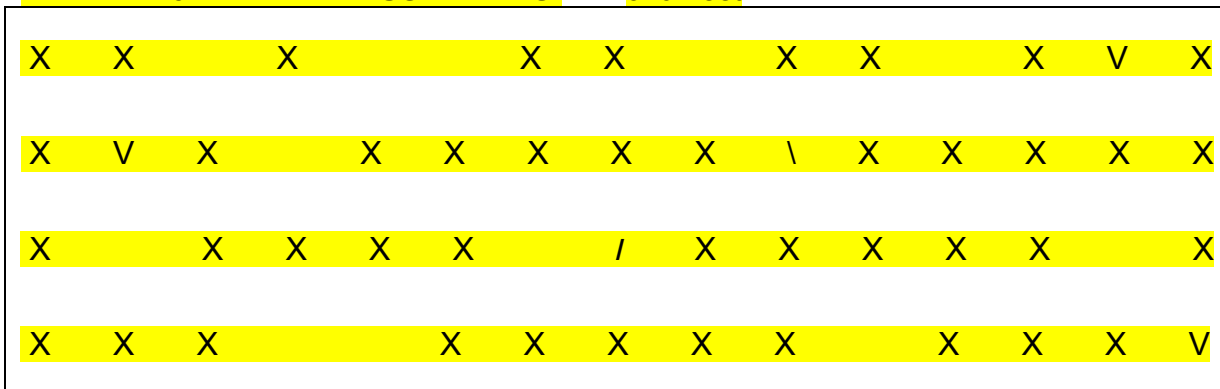 X X X X X X X X V X
X V X X X X X X \ X X X X X
X X X X X / X X X X X X
X X X X X X X X X X X V